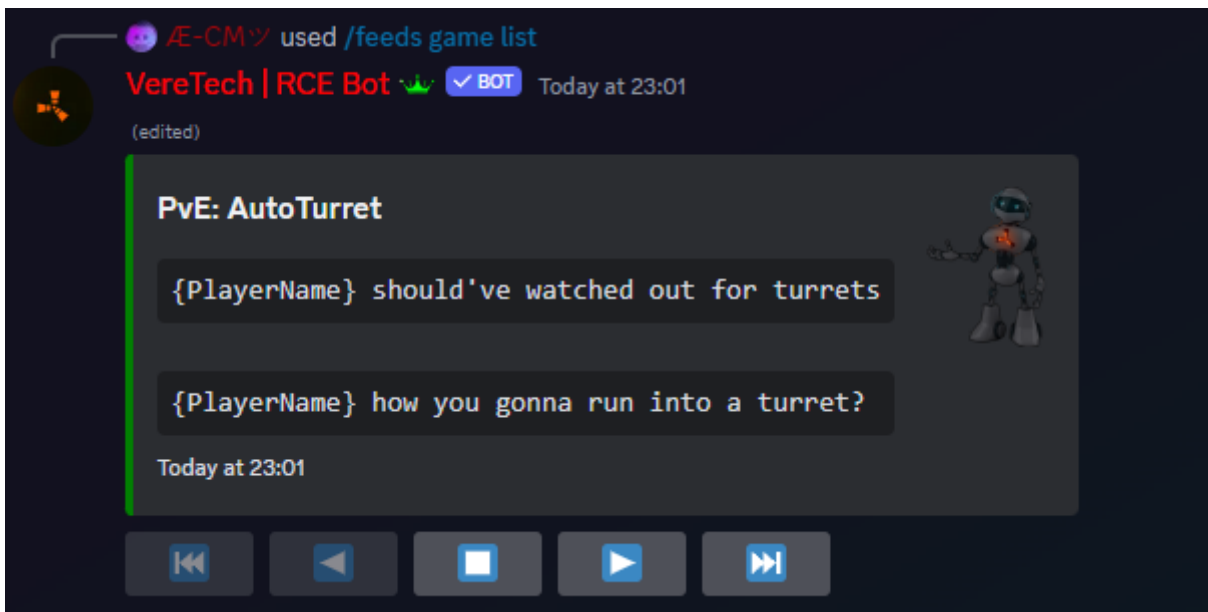 Æ-CMツ used /feeds game list
VereTech | RCE Bot ✓ BOT Today at 23:01
(edited)
PvE: AutoTurret
{PlayerName} should've watched out for turrets
{PlayerName} how you gonna run into a turret?
Today at 23:01